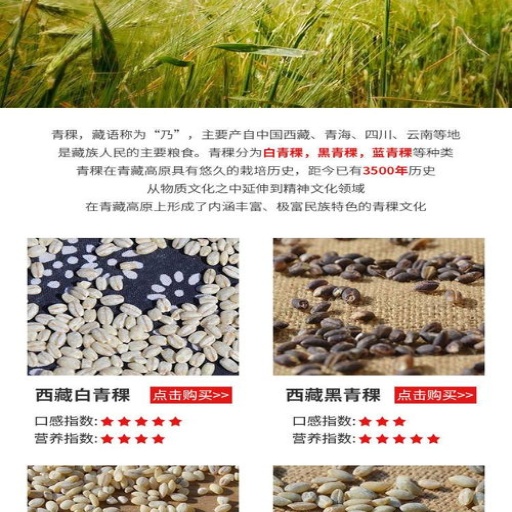 青稞，藏语称为“乃”，主要产自中国西藏、青海、四川、云南等地
是藏族人民的主要粮食。青稞分为白青稞，黑青稞，蓝青稞等种类
青稞在青藏高原具有悠久的栽培历史，距今已有3500年历史
从物质文化之中延伸到精神文化领域
在青藏高原上形成了内涵丰富、极富民族特色的青稞文化
西藏白青稞 点击购买>>
口感指数:★★★★★
营养指数:★★★★
西藏黑青稞 点击购买>>
口感指数:★★★
营养指数:★★★★★